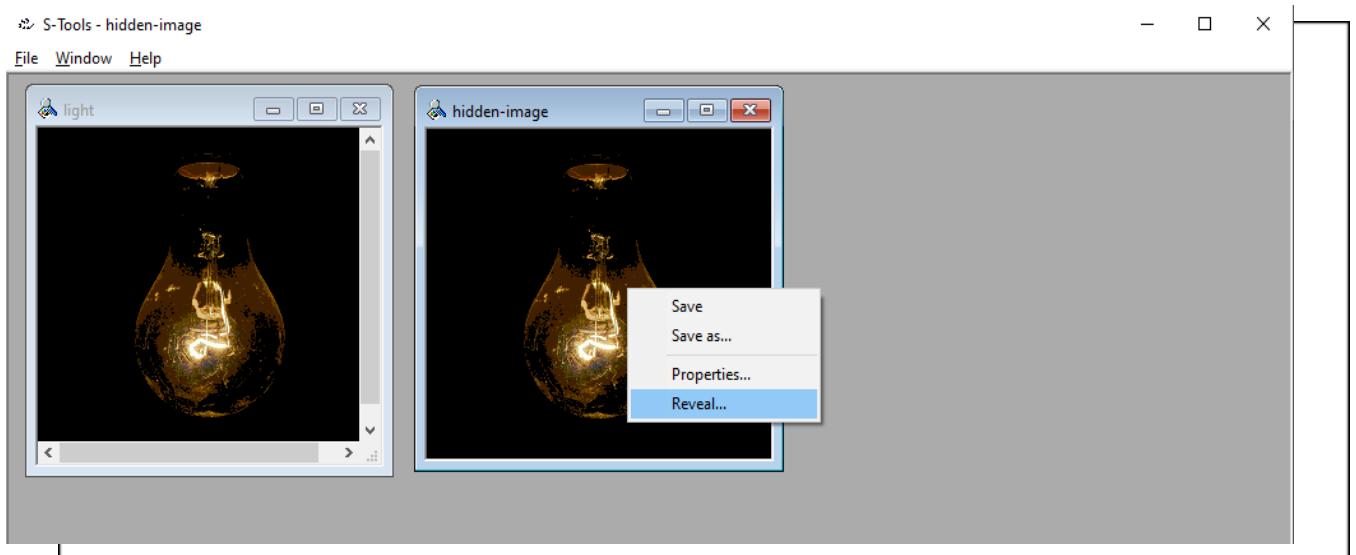 S-Tools - hidden-image
File Window Help
light
hidden-image
Save
Save as...
Properties...
Reveal...